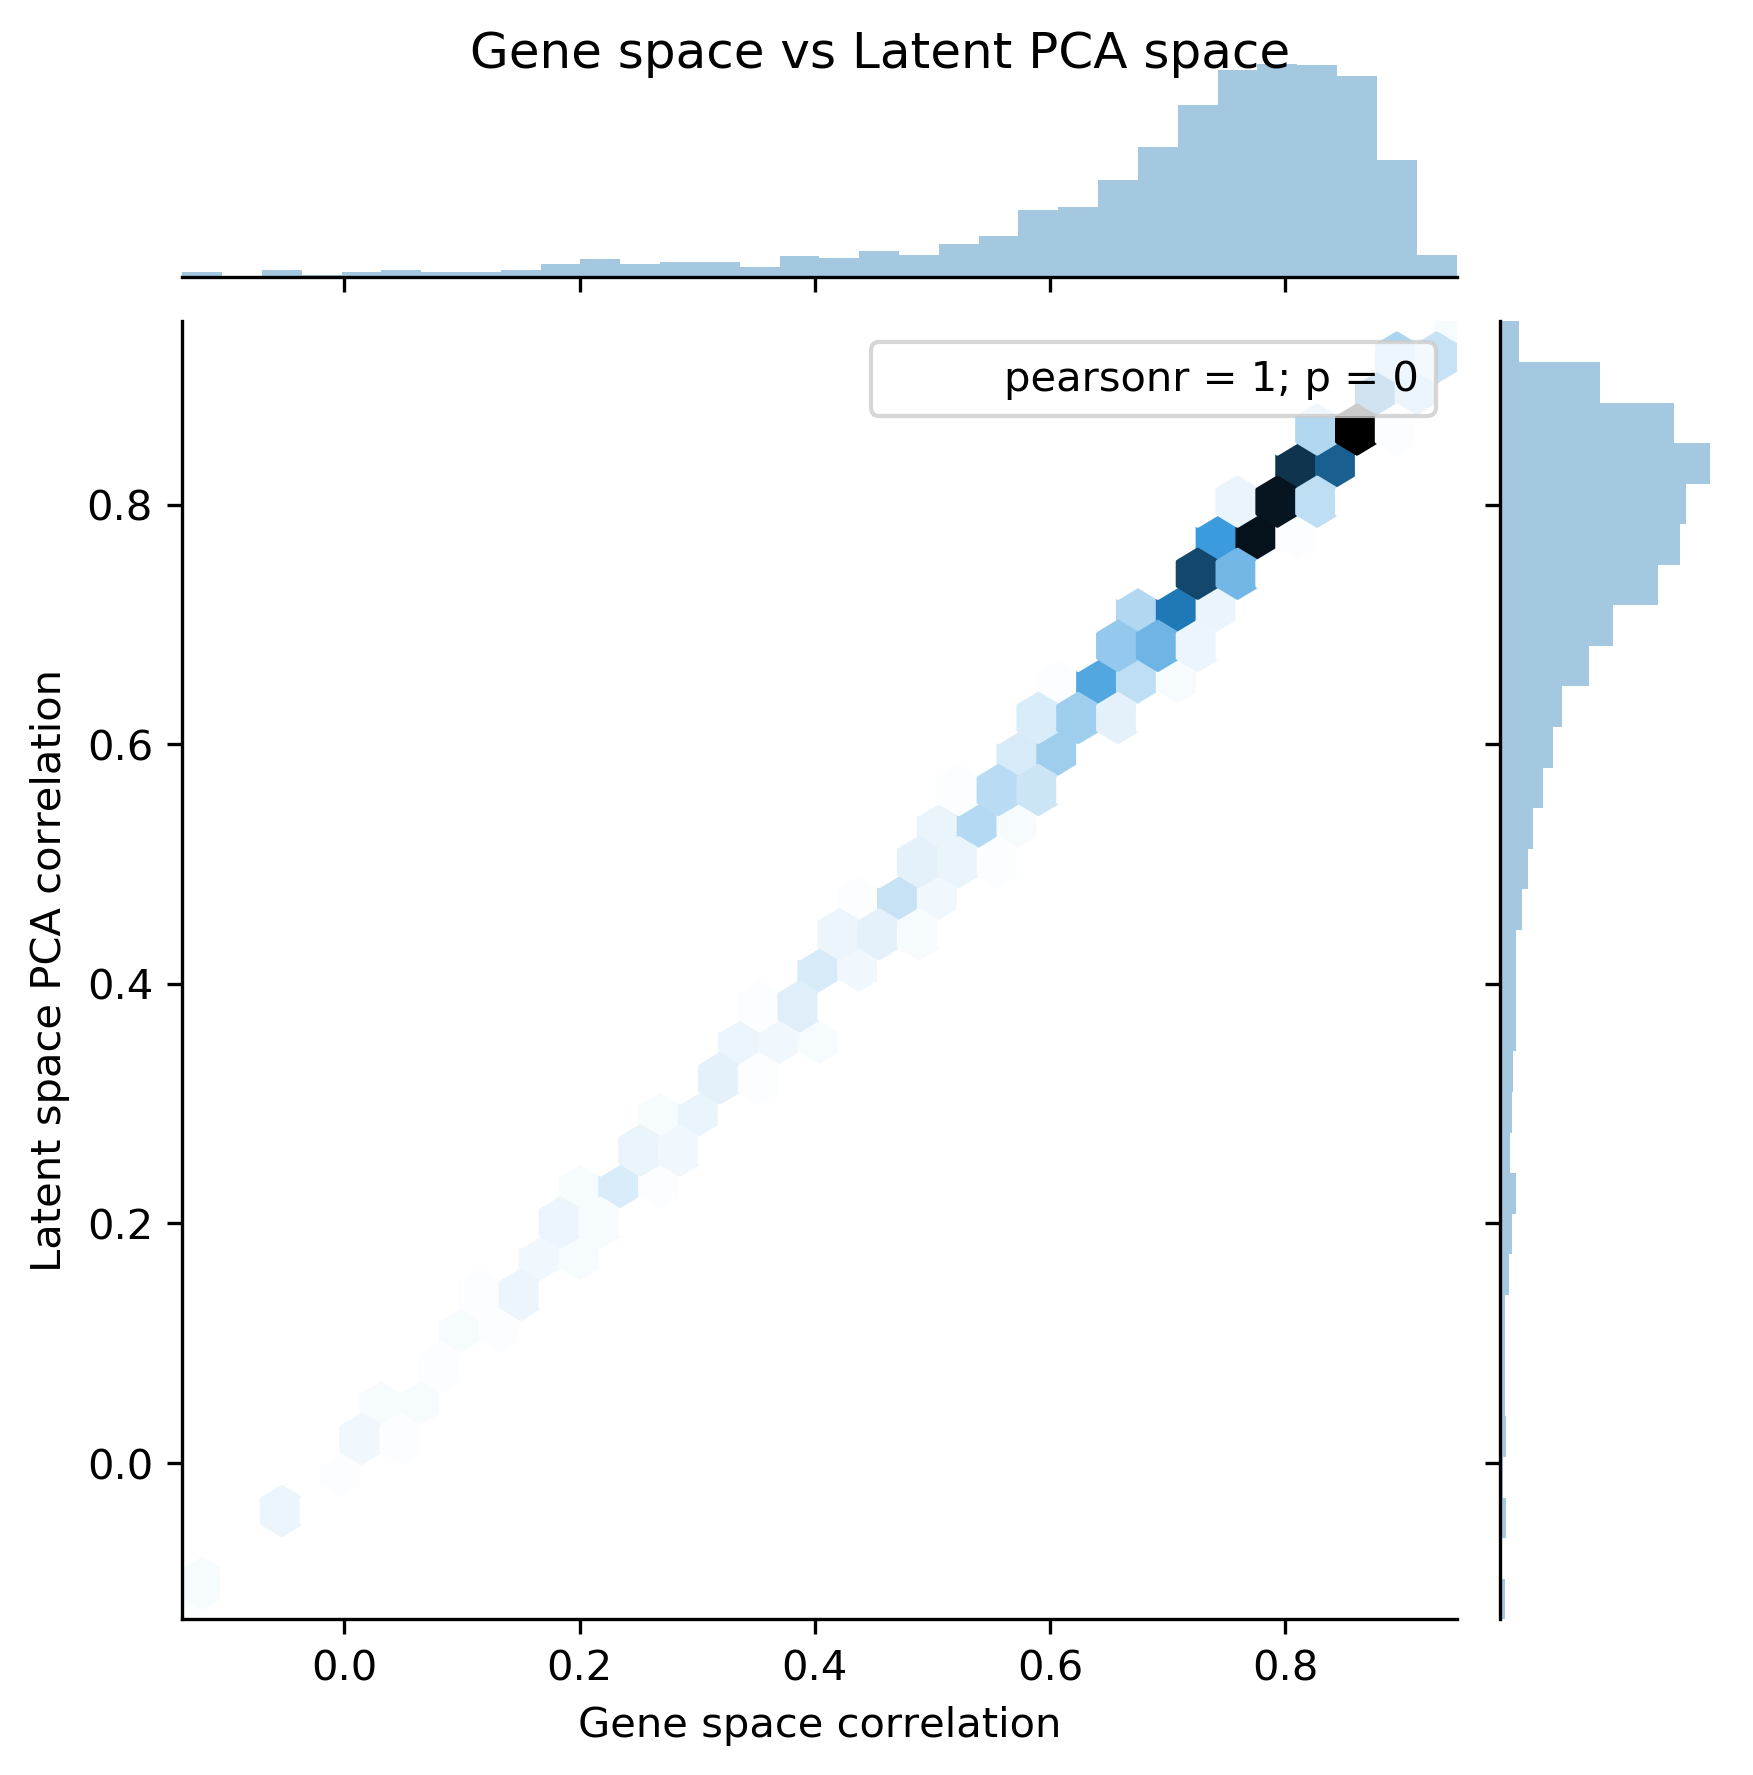 Gene space vs Latent PCA space
pearsonr = 1; p = 0
0.8
0.6
0.4
0.2
0.0
Latent space PCA correlation
0.0 0.2 0.4 0.6 0.8
Gene space correlation